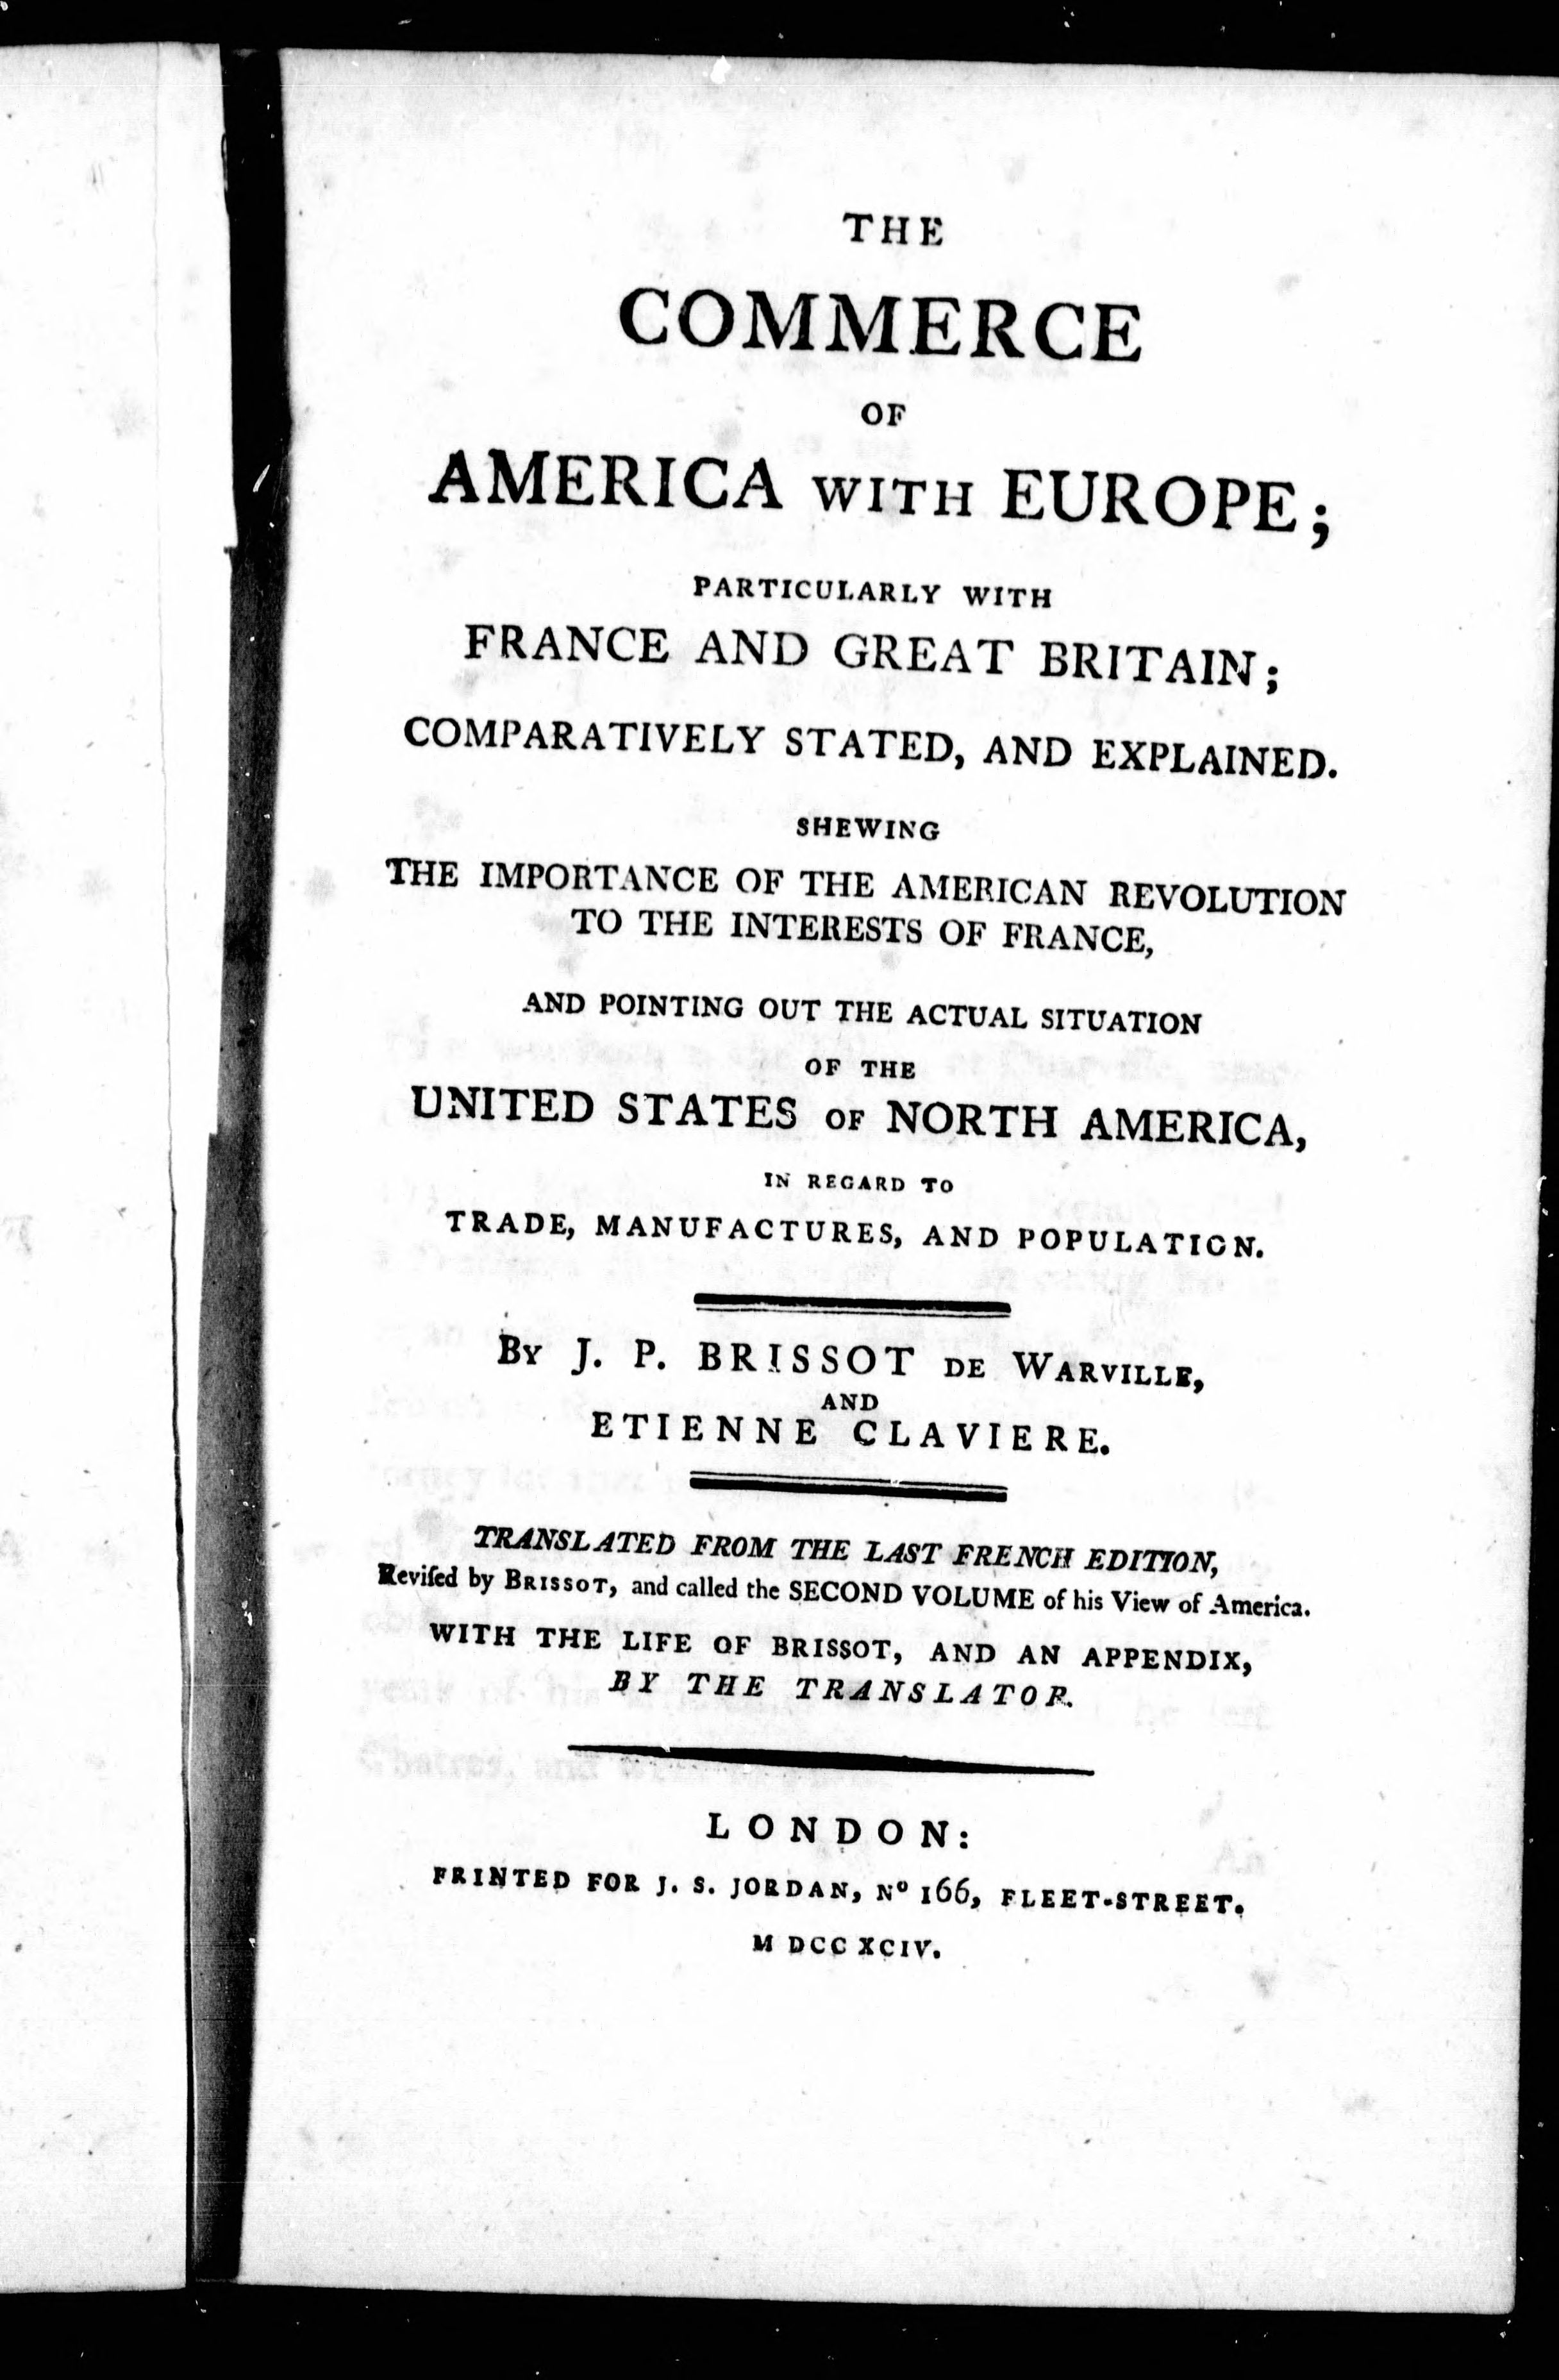 THE
COMMERCE
OF
AMERICA WITH EUROPE;
PARTICULARLY WITH
FRANCE AND GREAT BRITAIN;
COMPARATIVELY STATED, AND EXPLAINED.
SHEWING
THE IMPORTANCE OF THE AMERICAN REVOLUTION
TO THE INTERESTS OF FRANCE,
AND POINTING OUT THE ACTUAL SITUATION
OF THE
UNITED STATES OF NORTH AMERICA,
IN REGARD TO
TRADE, MANUFACTURES, AND POPULATION.
BY J. P. BRISSOT DE WARVILLE,
AND
ETIENNE CLAVIERE.
TRANSLATED FROM THE LAST FRENCH EDITION,
Reviſed by BRISSOT, and called the SECOND VOLUME of his View of America.
WITH THE LIFE OF BRISSOT, AND AN APPENDIX,
BY THE TRANSLATOR.
LONDON:
PRINTED FOR J. S. JORDAN, Nº 166, FLEET-STREET.
M DCC XCIV.